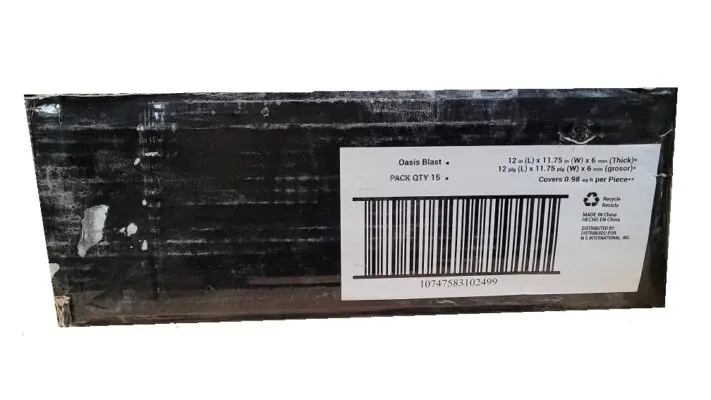 Oasis Blast •
PACK QTY 15 •
12 in (L) x 11.75 in (W) x 6 mm (Thick)*
12 plg (L) x 11.75 plg (W) x 6 mm (grosor)*
Covers 0.98 sq ft per Piece**
Recycle
Recicla
MADE IN China
HECHO EN China
DISTRIBUTED BY
DISTRIBUIDO POR:
M S INTERNATIONAL, INC.
10747583102499